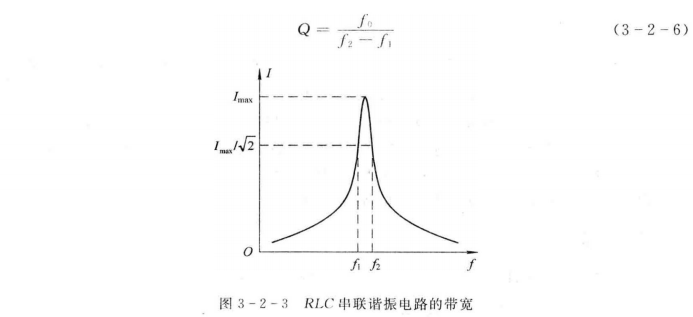 Q = f₀ / (f₂ − f₁) (3-2-6)
I
Imax
Imax/√2
O f₁ f₂ f
图 3-2-3 RLC 串联谐振电路的带宽